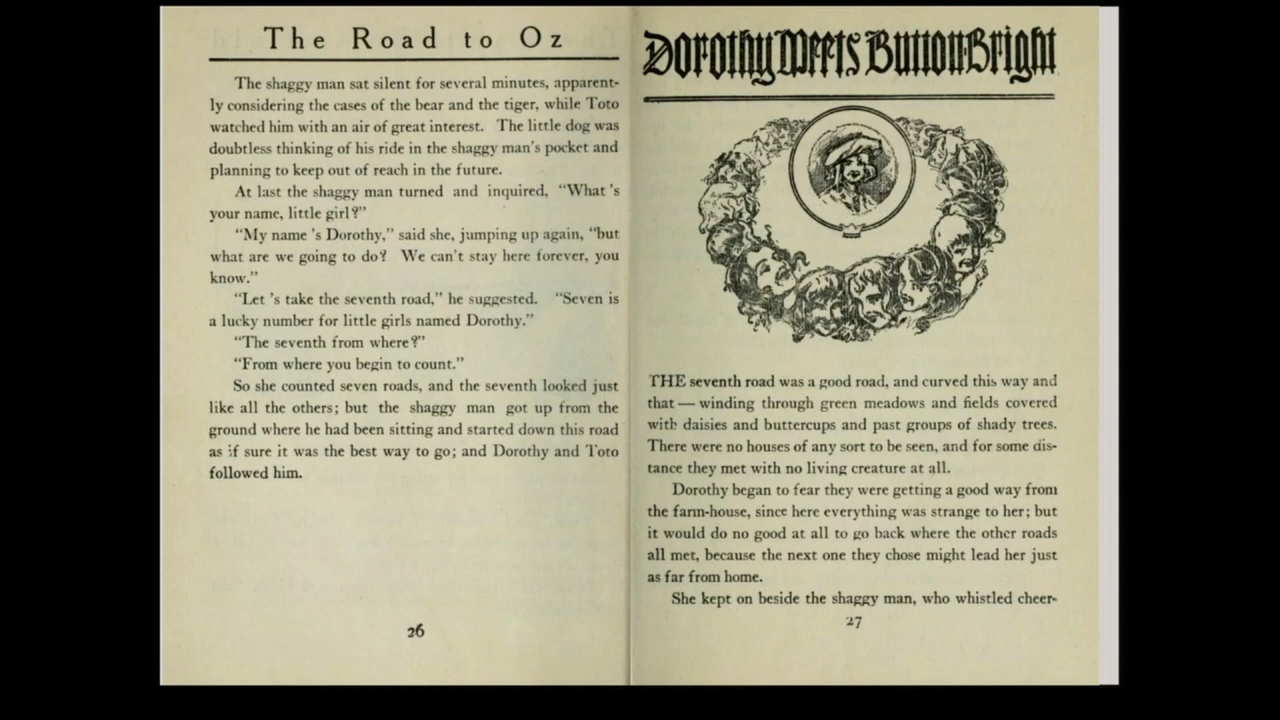 The Road to Oz
The shaggy man sat silent for several minutes, apparent-
ly considering the cases of the bear and the tiger, while Toto
watched him with an air of great interest. The little dog was
doubtless thinking of his ride in the shaggy man's pocket and
planning to keep out of reach in the future.
At last the shaggy man turned and inquired, "What 's
your name, little girl?"
"My name 's Dorothy," said she, jumping up again, "but
what are we going to do? We can't stay here forever, you
know."
"Let 's take the seventh road," he suggested. "Seven is
a lucky number for little girls named Dorothy."
"The seventh from where?"
"From where you begin to count."
So she counted seven roads, and the seventh looked just
like all the others; but the shaggy man got up from the
ground where he had been sitting and started down this road
as if sure it was the best way to go; and Dorothy and Toto
followed him.
26
Dorothy Meets Button-Bright
THE seventh road was a good road, and curved this way and
that — winding through green meadows and fields covered
with daisies and buttercups and past groups of shady trees.
There were no houses of any sort to be seen, and for some dis-
tance they met with no living creature at all.
Dorothy began to fear they were getting a good way from
the farm-house, since here everything was strange to her; but
it would do no good at all to go back where the other roads
all met, because the next one they chose might lead her just
as far from home.
She kept on beside the shaggy man, who whistled cheer-
27